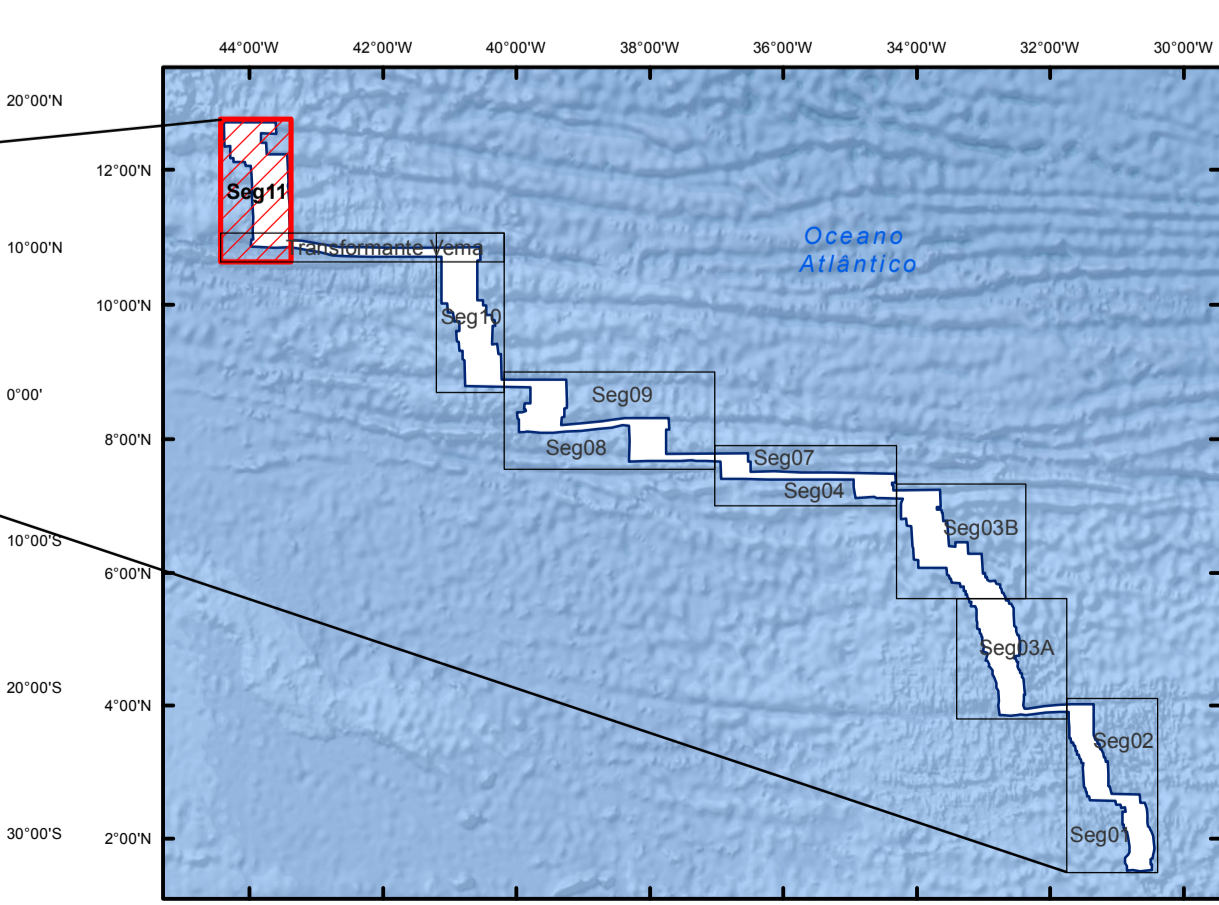 44°00'W 42°00'W 40°00'W 38°00'W 36°00'W 34°00'W 32°00'W 30°00'W
20°00'N
12°00'N
Seg11
Oceano
Atlântico
10°00'N
Transformante Vema
10°00'N
Seg10
0°00'
Seg09
8°00'N
Seg08
Seg07
Seg04
Seg03B
10°00'S
6°00'N
Seg03A
20°00'S
4°00'N
Seg02
30°00'S
2°00'N
Seg01